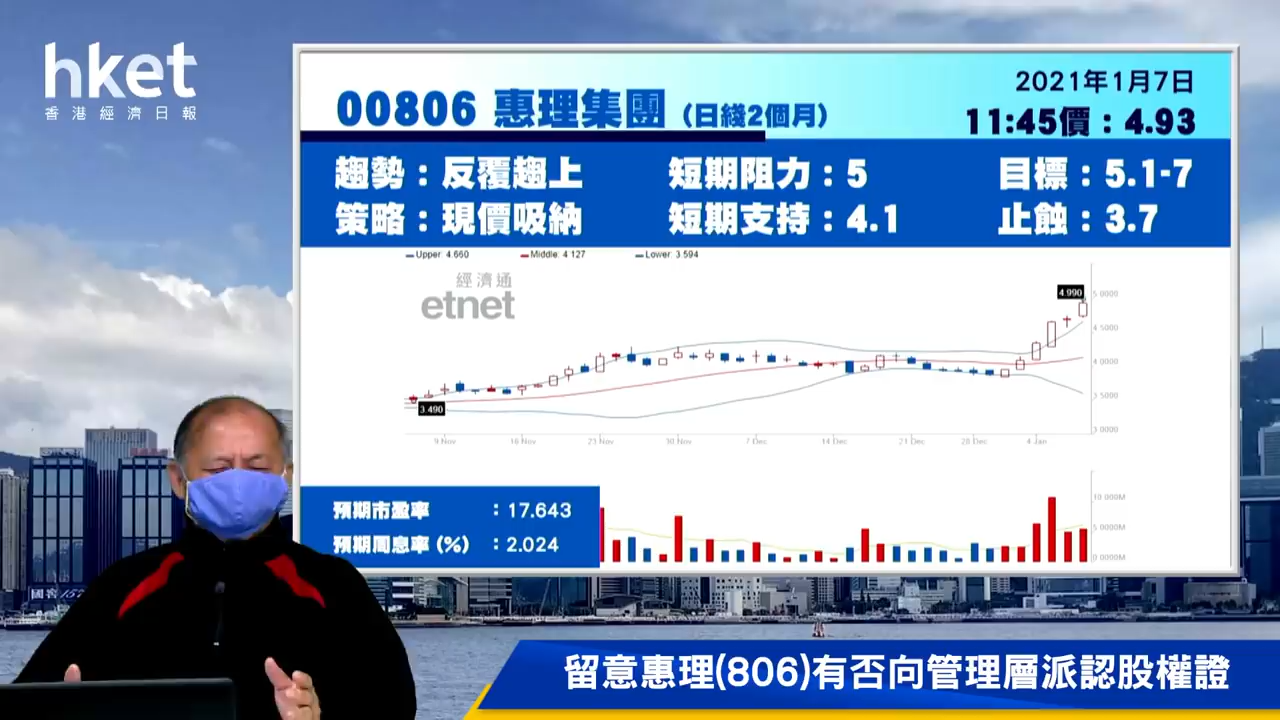 hket
香港經濟日報
2021年1月7日
00806 惠理集團 (日綫2個月)
11:45價:4.93
趨勢:反覆趨上 短期阻力:5 目標:5.1-7
策略:現價吸納 短期支持:4.1 止蝕:3.7
Upper 4.660 Middle 4.127 Lower 3.594
經濟通
etnet
4.990
5.0000
4.5000
4.0000
3.5000
3.490
3.0000
9 Nov 16 Nov 23 Nov 30 Nov 7 Dec 14 Dec 21 Dec 28 Dec 4 Jan
10.000M
5.0000M
0.0000M
預期市盈率 :17.643
預期周息率 (%) :2.024
留意惠理(806)有否向管理層派認股權證